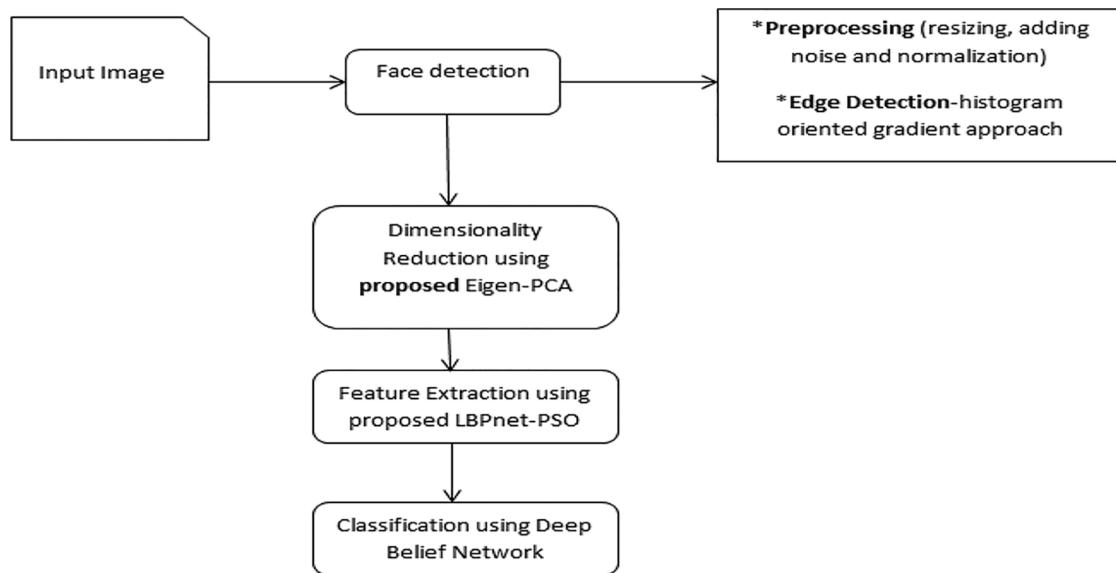 Input Image
Face detection
*Preprocessing (resizing, adding
noise and normalization)
*Edge Detection-histogram
oriented gradient approach
Dimensionality
Reduction using
proposed Eigen-PCA
Feature Extraction using
proposed LBPnet-PSO
Classification using Deep
Belief Network